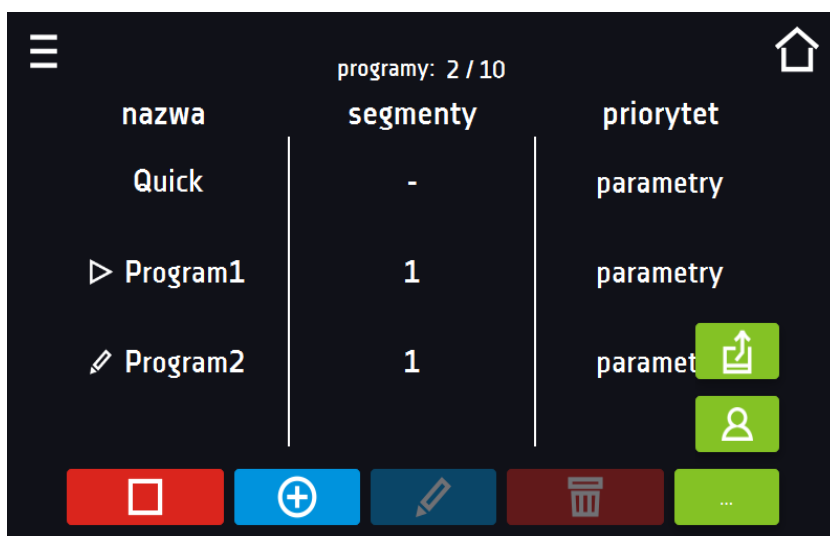 programy: 2 / 10
nazwa segmenty priorytet
Quick - parametry
Program1 1 parametry
Program2 1 paramet
...